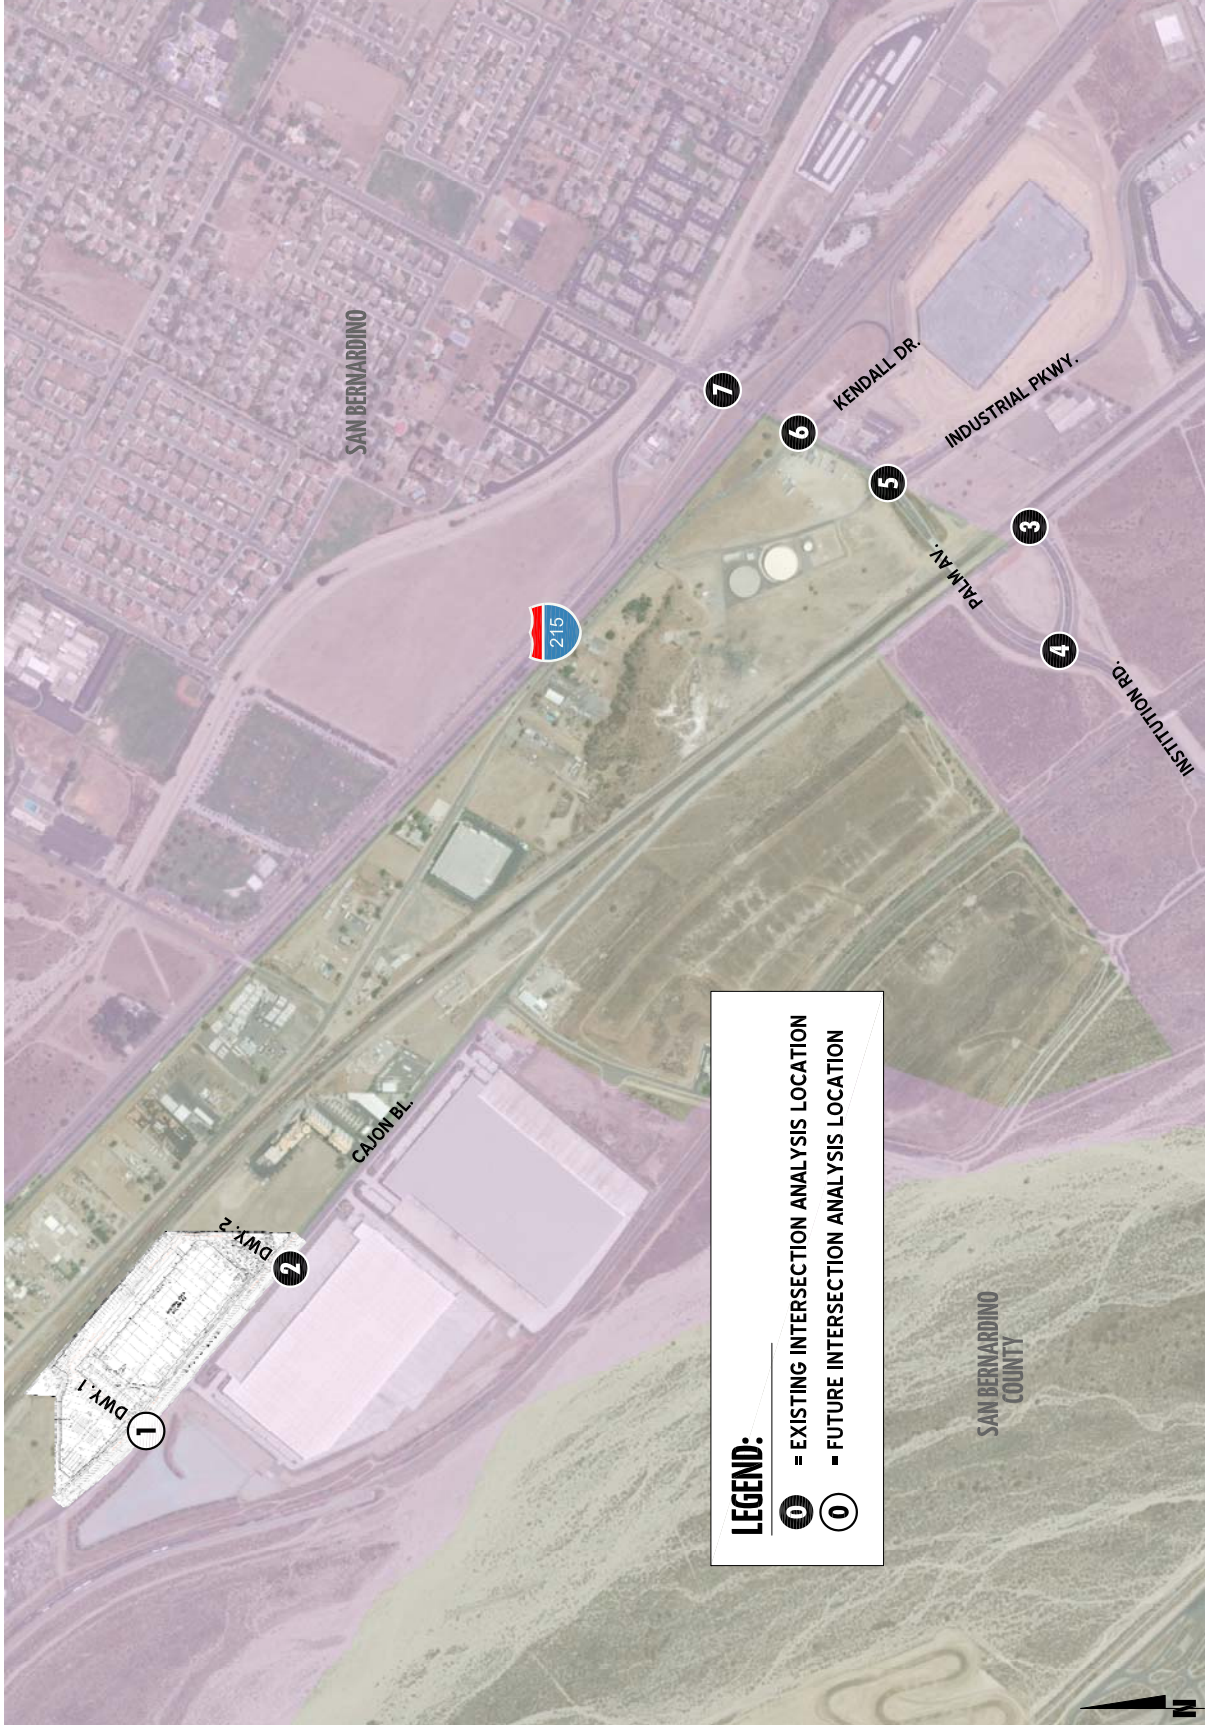 SAN BERNARDINO
7
6
KENDALL DR.
5
INDUSTRIAL PKWY.
3
PALM AV.
4
INSTITUTION RD.
215
CAJON BL.
DWY. 2
2
DWY. 1
1
LEGEND:
0 = EXISTING INTERSECTION ANALYSIS LOCATION
0 = FUTURE INTERSECTION ANALYSIS LOCATION
SAN BERNARDINO
COUNTY
N